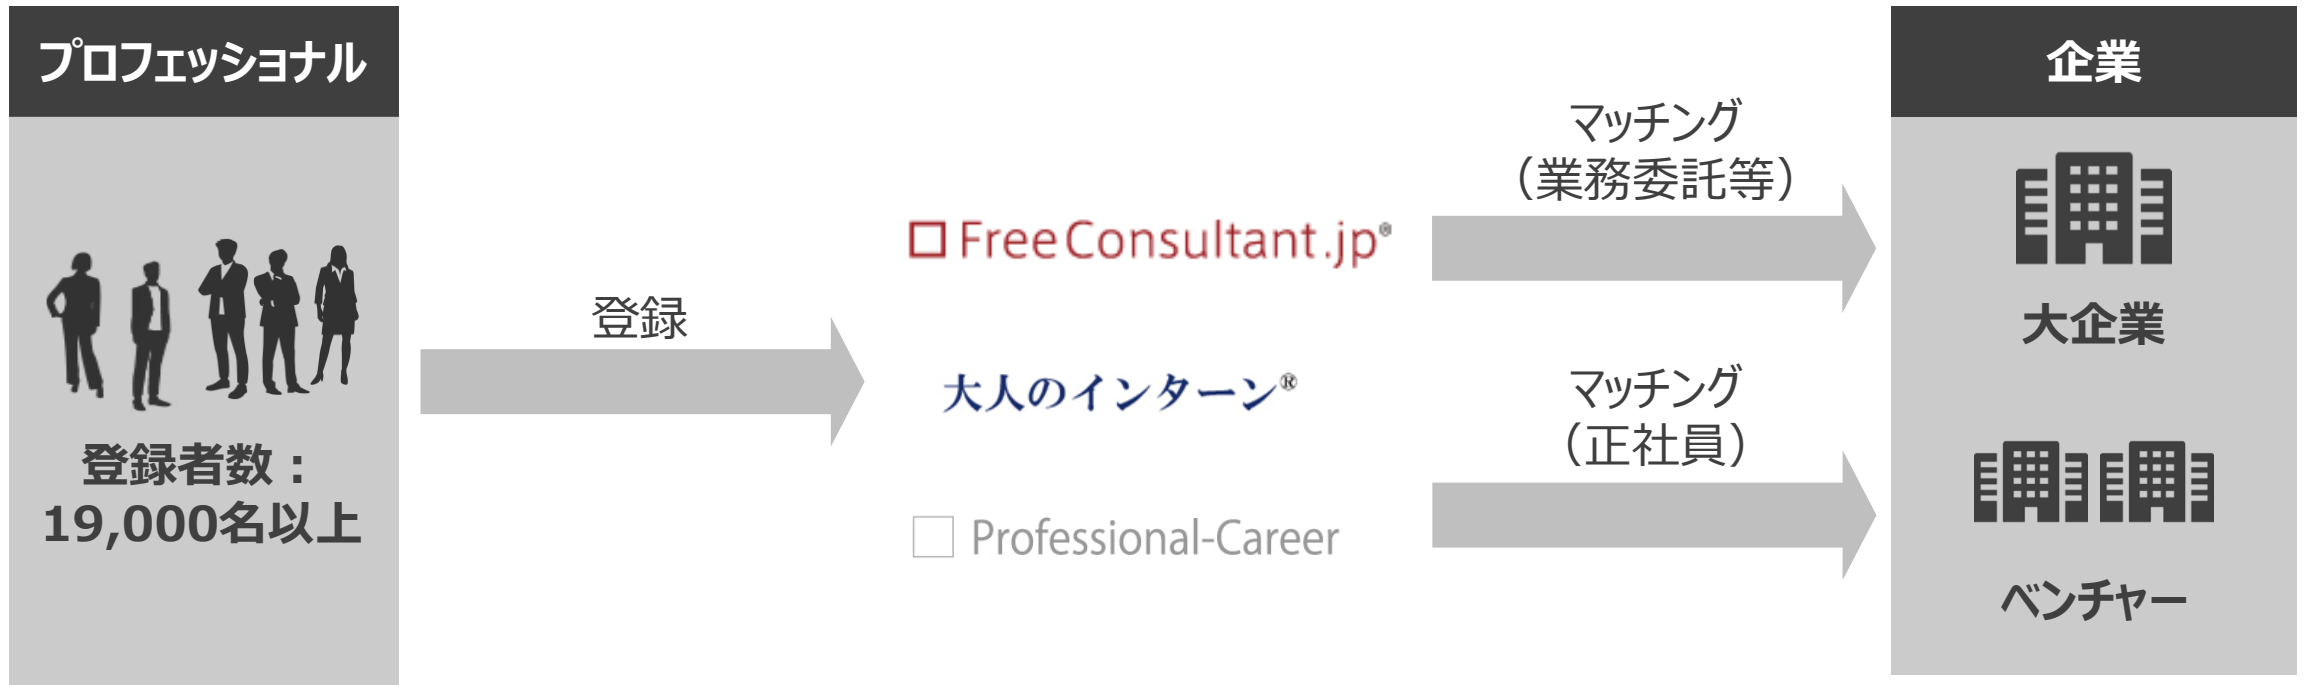 プロフェッショナル
登録者数：
19,000名以上
登録
FreeConsultant.jp®
大人のインターン®
Professional-Career
マッチング
（業務委託等）
マッチング
（正社員）
企業
大企業
ベンチャー